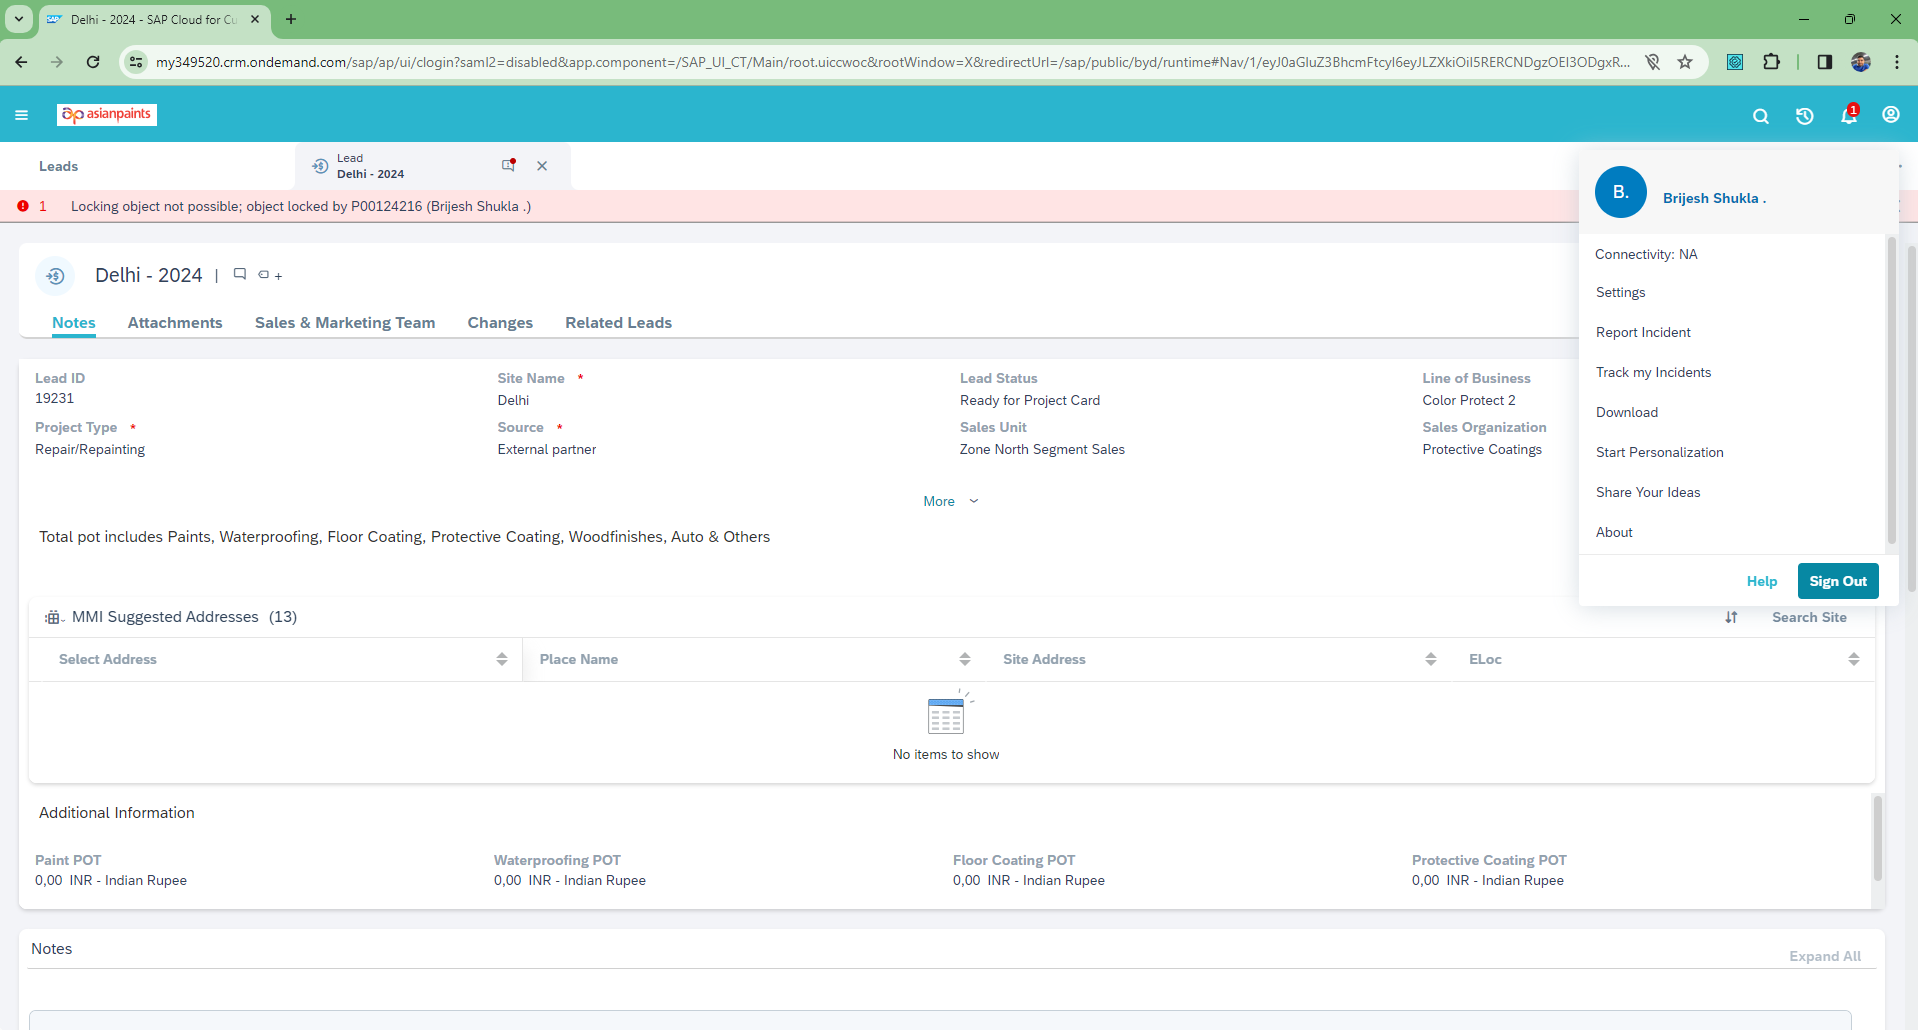 Delhi - 2024 - SAP Cloud for Cu
my349520.crm.ondemand.com/sap/ap/ui/clogin?saml2=disabled&app.component=/SAP_UI_CT/Main/root.uiccwoc&rootWindow=X&redirectUrl=/sap/public/byd/runtime#Nav/1/eyJ0aGluZ3BhcmFtcyI6eyJLZXkiOiI5RERCNDgzOEI3ODgxR...
asianpaints
1
Leads
Lead
Delhi - 2024
1 Locking object not possible; object locked by P00124216 (Brijesh Shukla .)
B.
Brijesh Shukla .
Connectivity: NA
Settings
Report Incident
Track my Incidents
Download
Start Personalization
Share Your Ideas
About
Help
Sign Out
Delhi - 2024 |
Notes Attachments Sales & Marketing Team Changes Related Leads
Lead ID Site Name * Lead Status Line of Business
19231 Delhi Ready for Project Card Color Protect 2
Project Type * Source * Sales Unit Sales Organization
Repair/Repainting External partner Zone North Segment Sales Protective Coatings
More
Total pot includes Paints, Waterproofing, Floor Coating, Protective Coating, Woodfinishes, Auto & Others
MMI Suggested Addresses (13) Search Site
Select Address Place Name Site Address ELoc
No items to show
Additional Information
Paint POT Waterproofing POT Floor Coating POT Protective Coating POT
0,00 INR - Indian Rupee 0,00 INR - Indian Rupee 0,00 INR - Indian Rupee 0,00 INR - Indian Rupee
Notes
Expand All